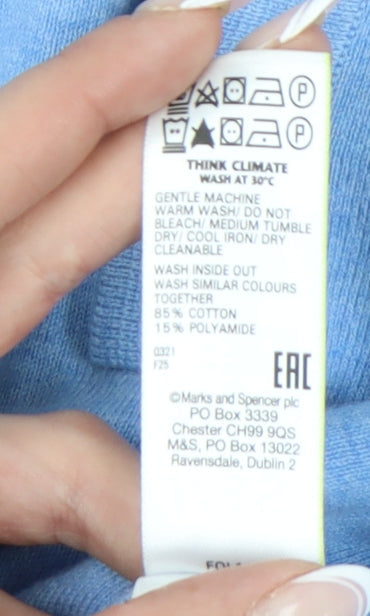 P
P
THINK CLIMATE
WASH AT 30°C
GENTLE MACHINE
WARM WASH/ DO NOT
BLEACH/ MEDIUM TUMBLE
DRY/ COOL IRON/ DRY
CLEANABLE
WASH INSIDE OUT
WASH SIMILAR COLOURS
TOGETHER
85% COTTON
15% POLYAMIDE
0321
F25
EAC
©Marks and Spencer plc
PO Box 3339
Chester CH99 9QS
M&S, PO Box 13022
Ravensdale, Dublin 2